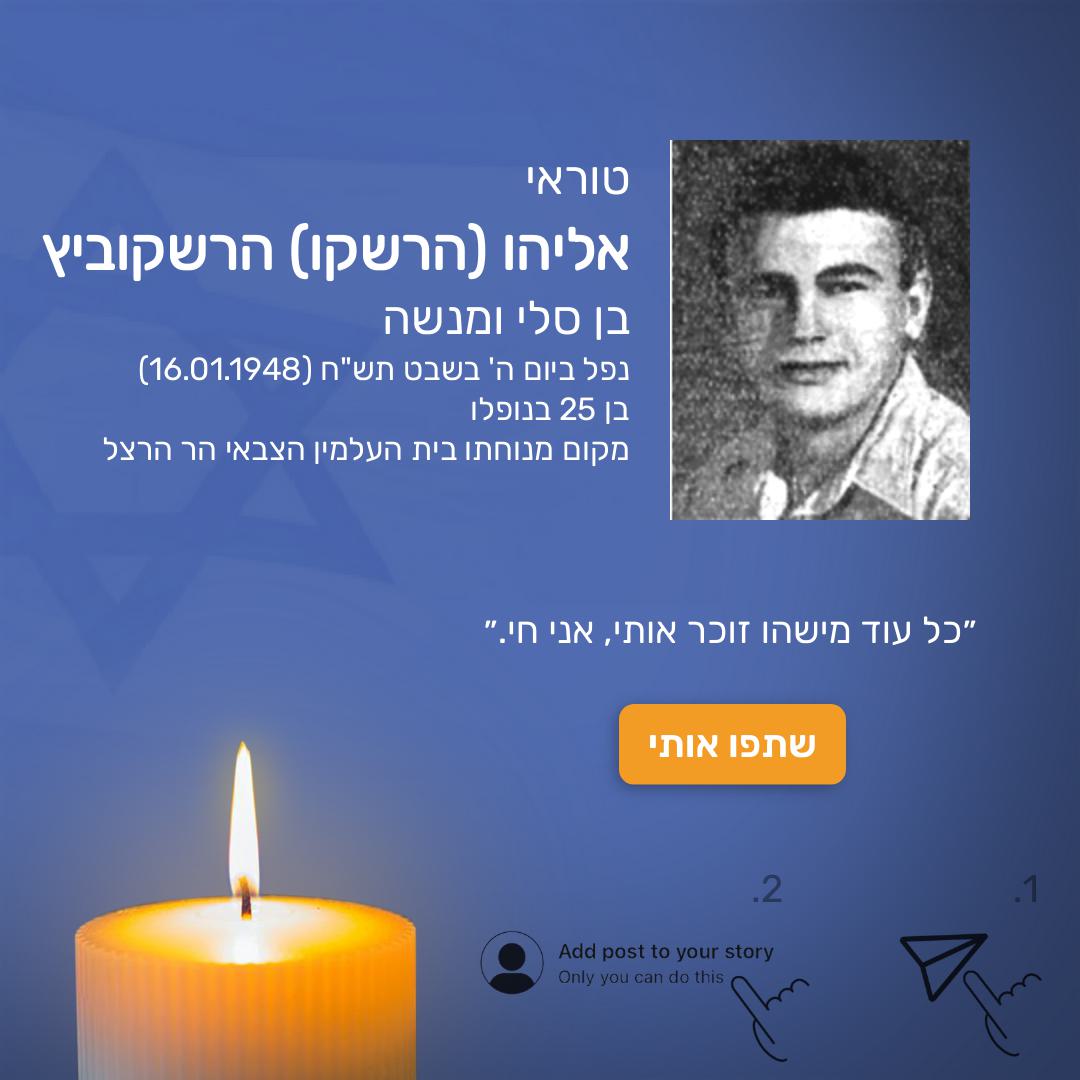 טוראי
אליהו (הרשקו) הרשקוביץ
בן סלי ומנשה
נפל ביום ה' בשבט תש"ח (16.01.1948)
בן 25 בנופלו
מקום מנוחתו בית העלמין הצבאי הר הרצל
״כל עוד מישהו זוכר אותי, אני חי.״
שתפו אותי
1.
2.
Add post to your story
Only you can do this